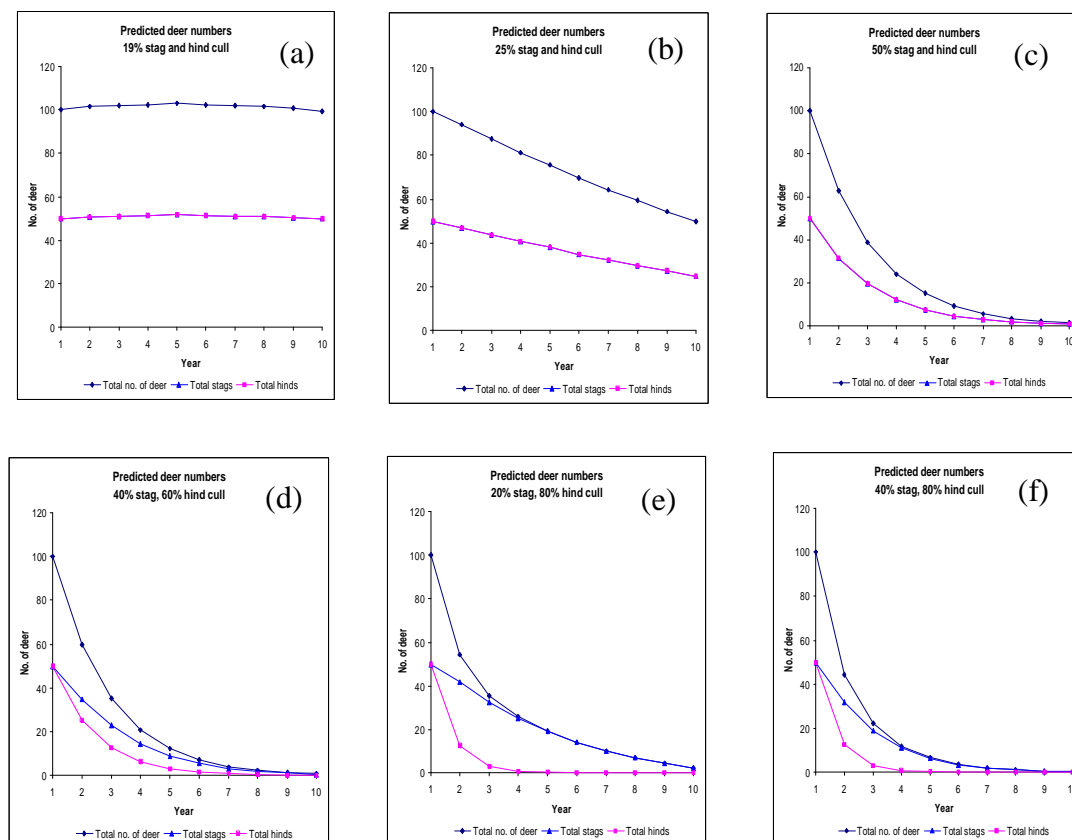 Predicted deer numbers
19% stag and hind cull
(a)
120
100
80
60
40
20
0
No. of deer
1 2 3 4 5 6 7 8 9 10
Year
Total no. of deer Total stags Total hinds
Predicted deer numbers
25% stag and hind cull
(b)
120
100
80
60
40
20
0
No. of deer
1 2 3 4 5 6 7 8 9 10
Year
Total no. of deer Total stags Total hinds
Predicted deer numbers
50% stag and hind cull
(c)
120
100
80
60
40
20
0
No. of deer
1 2 3 4 5 6 7 8 9 10
Year
Total no. of deer Total stags Total hinds
Predicted deer numbers
40% stag, 60% hind cull
(d)
120
100
80
60
40
20
0
No. of deer
1 2 3 4 5 6 7 8 9 10
Year
Total no. of deer Total stags Total hinds
Predicted deer numbers
20% stag, 80% hind cull
(e)
120
100
80
60
40
20
0
No. of deer
1 2 3 4 5 6 7 8 9 10
Year
Total no. of deer Total stags Total hinds
Predicted deer numbers
40% stag, 80% hind cull
(f)
120
100
80
60
40
20
0
No. of deer
1 2 3 4 5 6 7 8 9 10
Year
Total no. of deer Total stags Total hinds